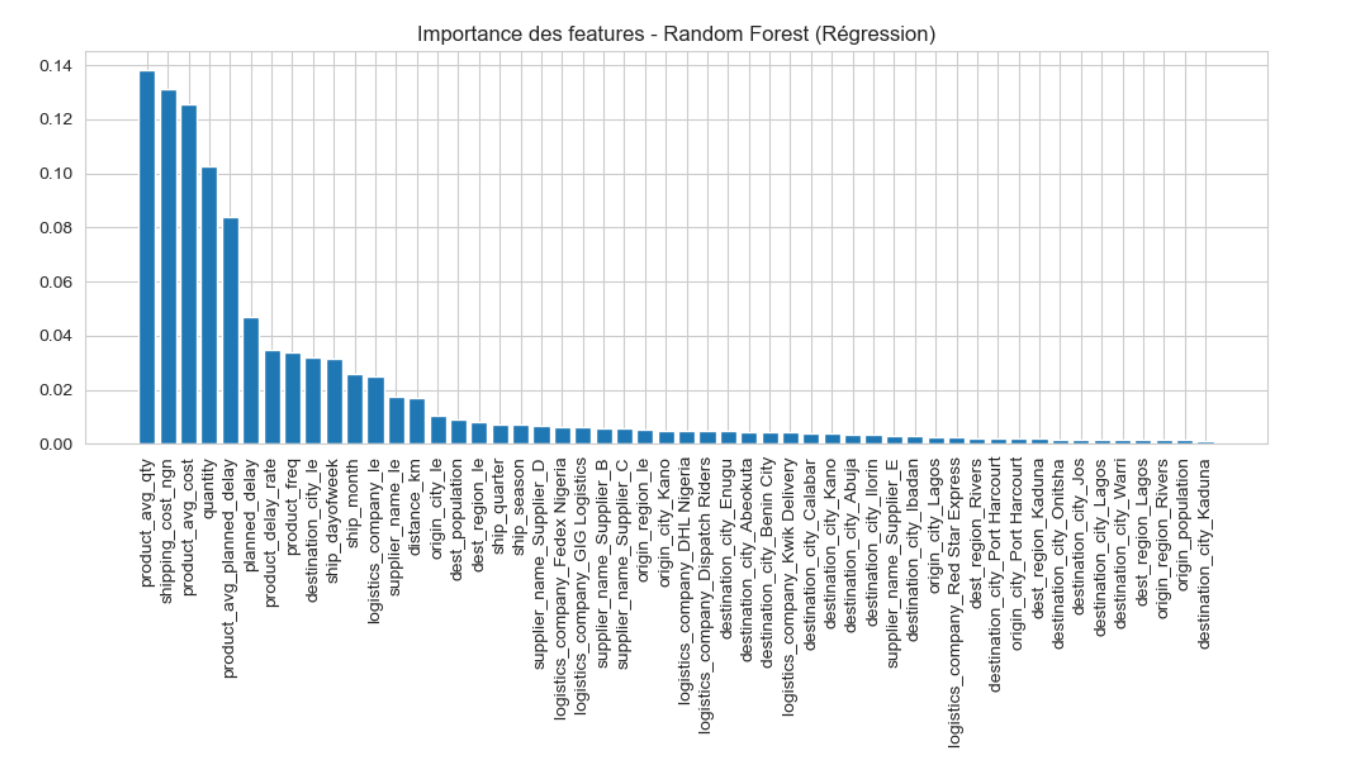 Importance des features - Random Forest (Régression)
0.14
0.12
0.10
0.08
0.06
0.04
0.02
0.00
product_avg_qty
shipping_cost_ngn
product_avg_cost
quantity
product_avg_planned_delay
planned_delay
product_delay_rate
product_freq
destination_city_le
ship_dayofweek
ship_month
logistics_company_le
supplier_name_le
distance_km
origin_city_le
dest_population
dest_region_le
ship_quarter
ship_season
supplier_name_Supplier_D
logistics_company_Fedex Nigeria
logistics_company_GIG Logistics
supplier_name_Supplier_B
supplier_name_Supplier_C
origin_region_le
origin_city_Kano
logistics_company_DHL Nigeria
logistics_company_Dispatch Riders
destination_city_Enugu
destination_city_Abeokuta
destination_city_Benin City
logistics_company_Kwik Delivery
destination_city_Calabar
destination_city_Kano
destination_city_Abuja
destination_city_Ilorin
supplier_name_Supplier_E
destination_city_Ibadan
origin_city_Lagos
logistics_company_Red Star Express
dest_region_Rivers
destination_city_Port Harcourt
origin_city_Port Harcourt
dest_region_Kaduna
destination_city_Onitsha
destination_city_Jos
destination_city_Lagos
destination_city_Warri
dest_region_Lagos
origin_region_Rivers
origin_population
destination_city_Kaduna